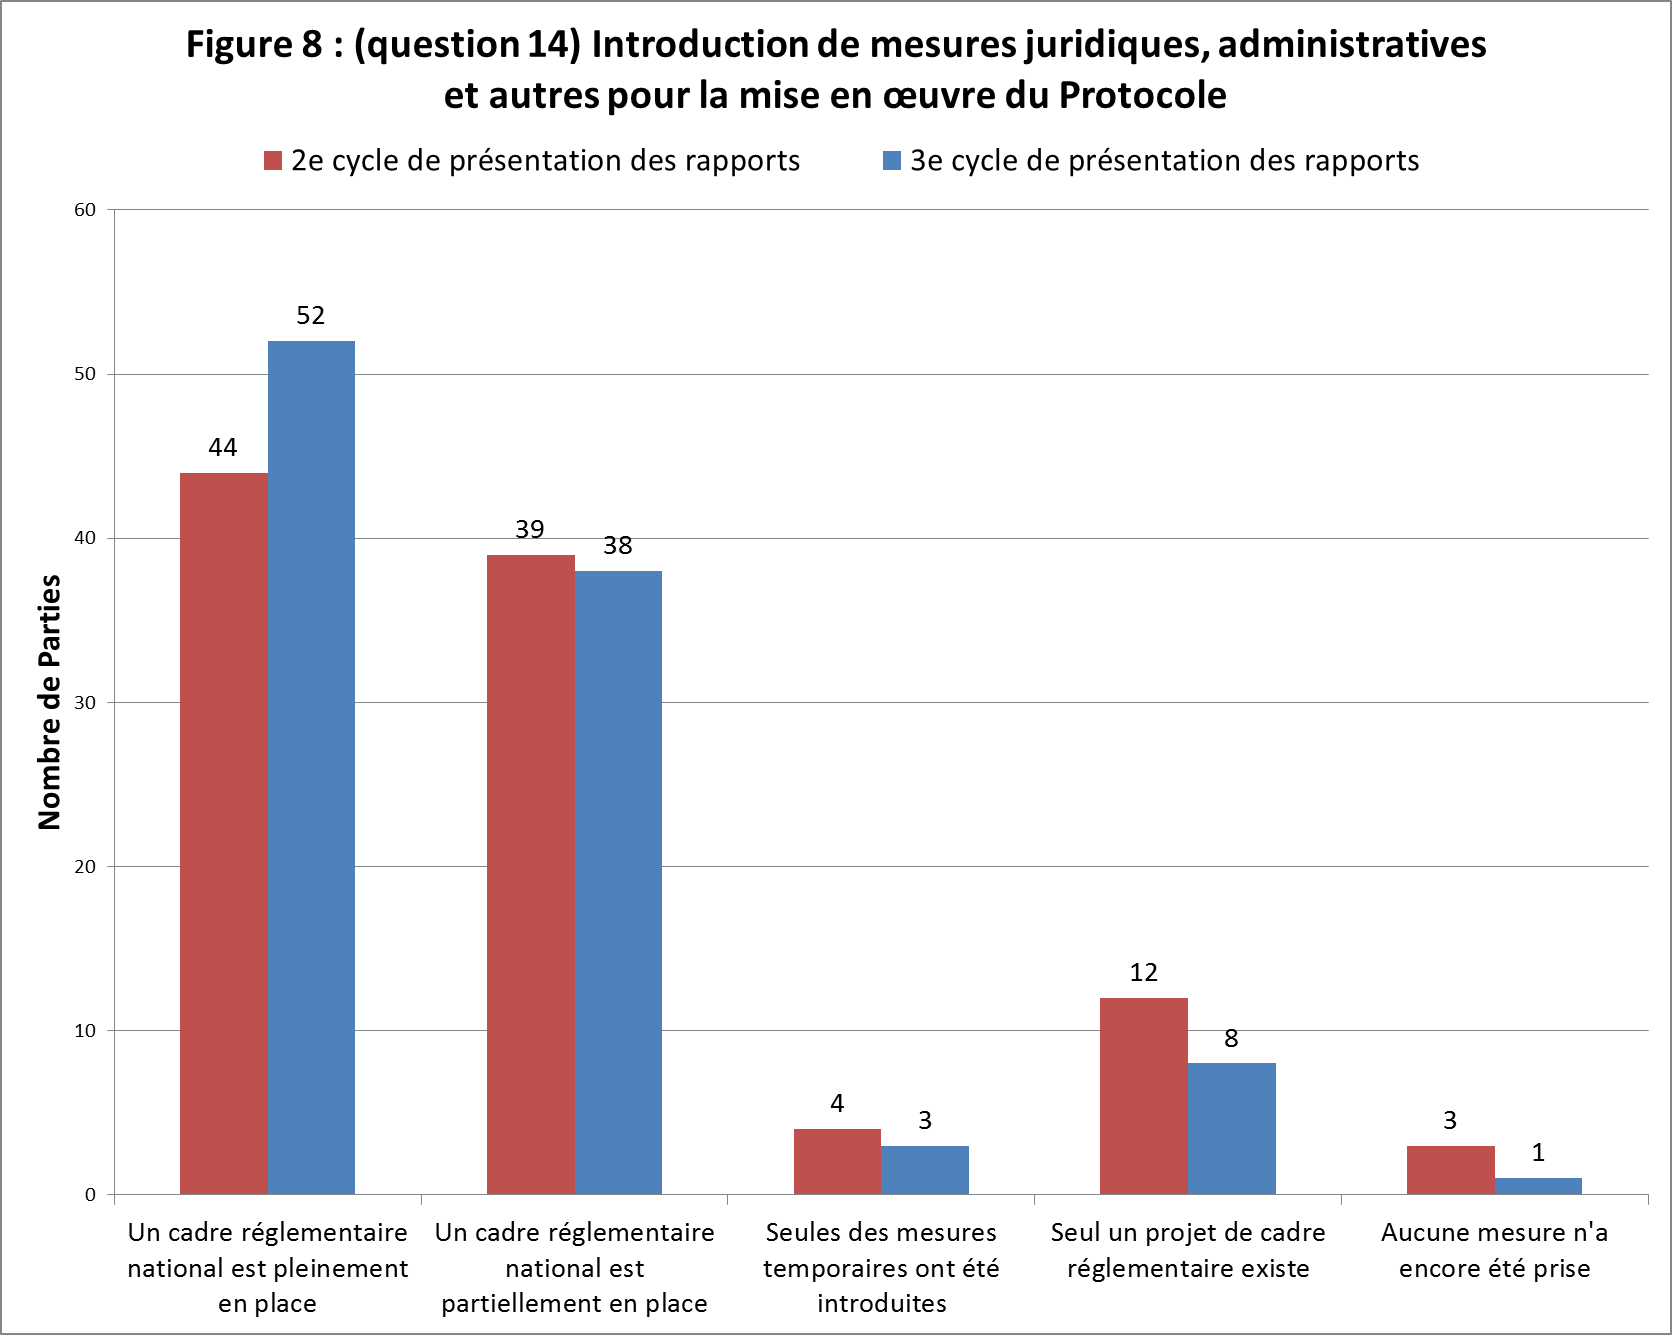 Figure 8 : (question 14) Introduction de mesures juridiques, administratives
et autres pour la mise en œuvre du Protocole
2e cycle de présentation des rapports
3e cycle de présentation des rapports
Nombre de Parties
60
50
40
30
20
10
0
44
52
39
38
4
3
12
8
3
1
Un cadre réglementaire
national est pleinement
en place
Un cadre réglementaire
national est
partiellement en place
Seules des mesures
temporaires ont été
introduites
Seul un projet de cadre
réglementaire existe
Aucune mesure n'a
encore été prise